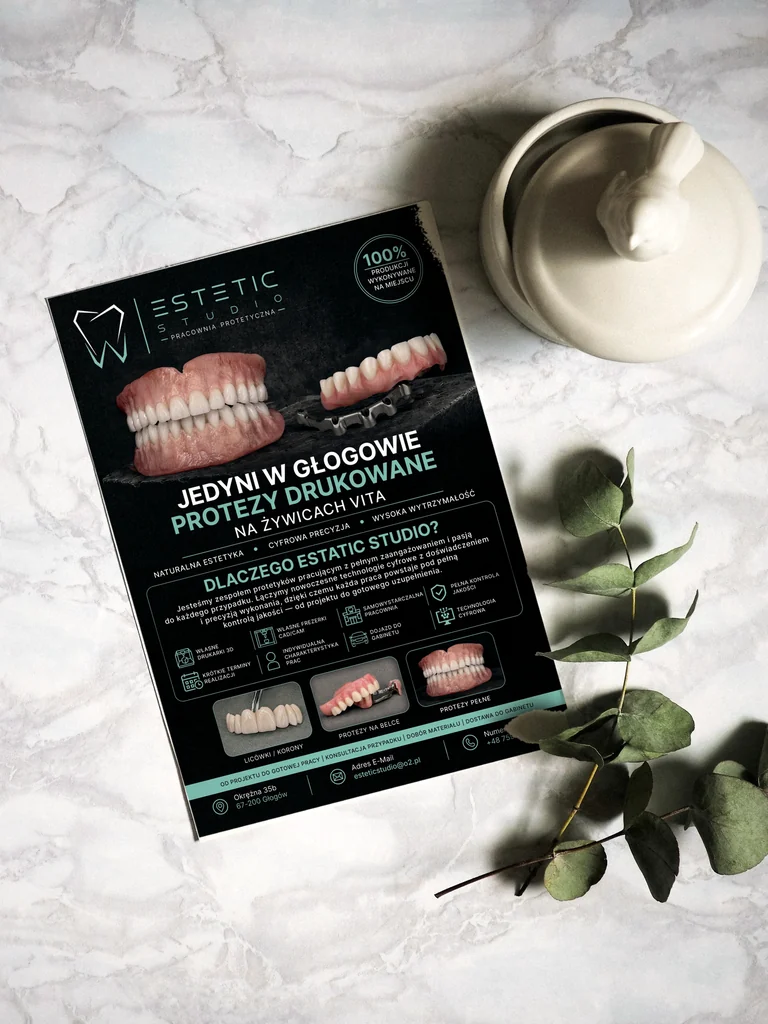 ESTETIC
STUDIO
PRACOWNIA PROTETYCZNA
100%
PRODUKCJI
WYKONYWANE
NA MIEJSCU
JEDYNI W GŁOGOWIE
PROTEZY DRUKOWANE
NA ŻYWICACH VITA
NATURALNA ESTETYKA • CYFROWA PRECYZJA • WYSOKA WYTRZYMAŁOŚĆ
DLACZEGO ESTATIC STUDIO?
Jesteśmy zespołem protetyków pracującym z pełnym zaangażowaniem i pasją
do każdego przypadku. Łączymy nowoczesne technologie cyfrowe z doświadczeniem
i precyzją wykonania, dzięki czemu każda praca powstaje pod pełną
kontrolą jakości — od projektu do gotowego uzupełnienia.
WŁASNE
DRUKARKI 3D
WŁASNE FREZERKI
CAD/CAM
SAMOWYSTARCZALNA
PRACOWNIA
PEŁNA KONTROLA
JAKOŚCI
KRÓTKIE TERMINY
REALIZACJI
INDYWIDUALNA
CHARAKTERYSTYKA
PRAC
DOJAZD DO
GABINETU
TECHNOLOGIA
CYFROWA
LICÓWKI / KORONY
PROTEZY NA BELCE
PROTEZY PEŁNE
OD PROJEKTU DO GOTOWEJ PRACY | KONSULTACJA PRZYPADKU | DOBÓR MATERIAŁU | DOSTAWA DO GABINETU
Okrężna 35b
67-200 Głogów
Adres E-Mail
esteticstudio@o2.pl
+48